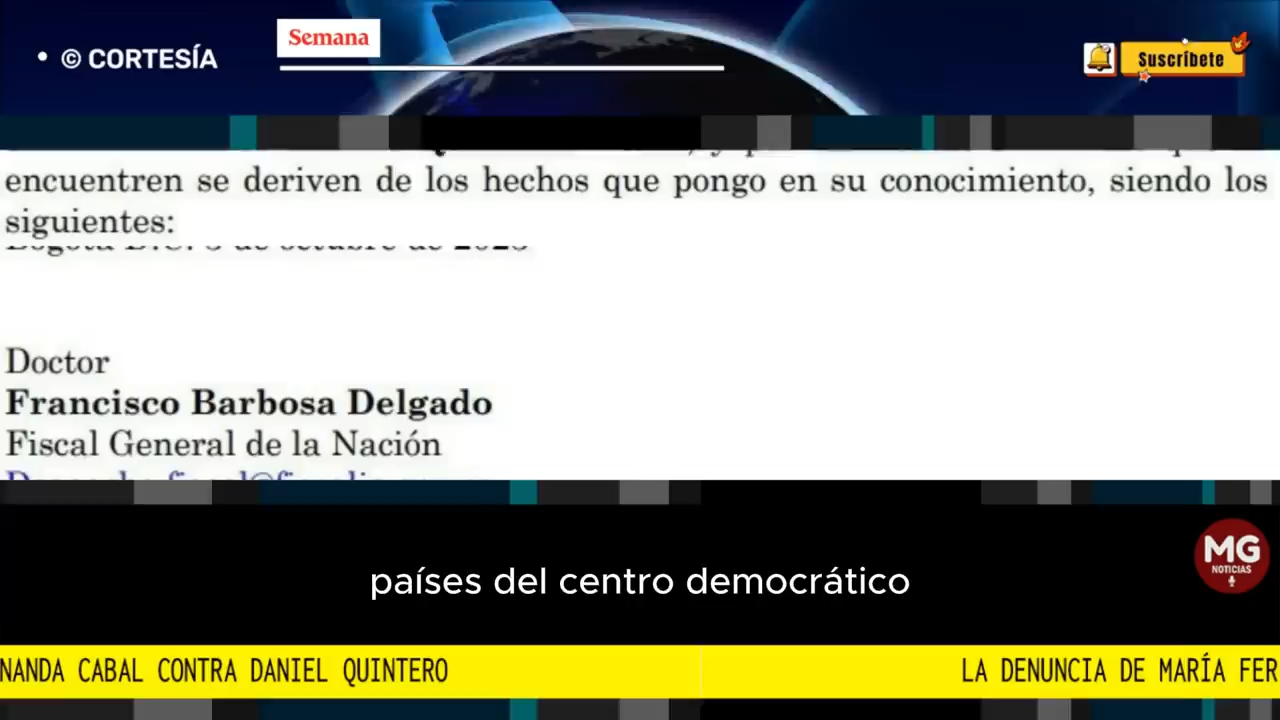 • © CORTESÍA
Semana
Suscríbete
encuentren se deriven de los hechos que pongo en su conocimiento, siendo los
siguientes:
Doctor
Francisco Barbosa Delgado
Fiscal General de la Nación
MG
NOTICIAS
países del centro democrático
NANDA CABAL CONTRA DANIEL QUINTERO
LA DENUNCIA DE MARÍA FER